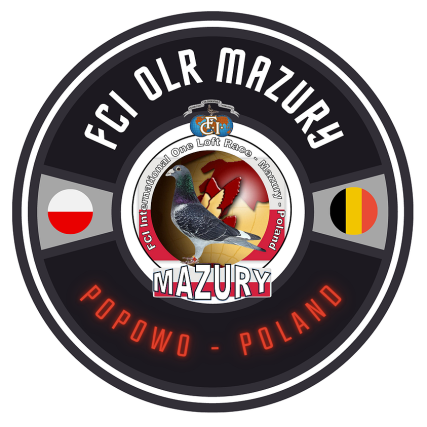 FCI OLR MAZURY
FCI
FCI International One Loft Race - Mazury - Poland
MAZURY
POPOWO - POLAND